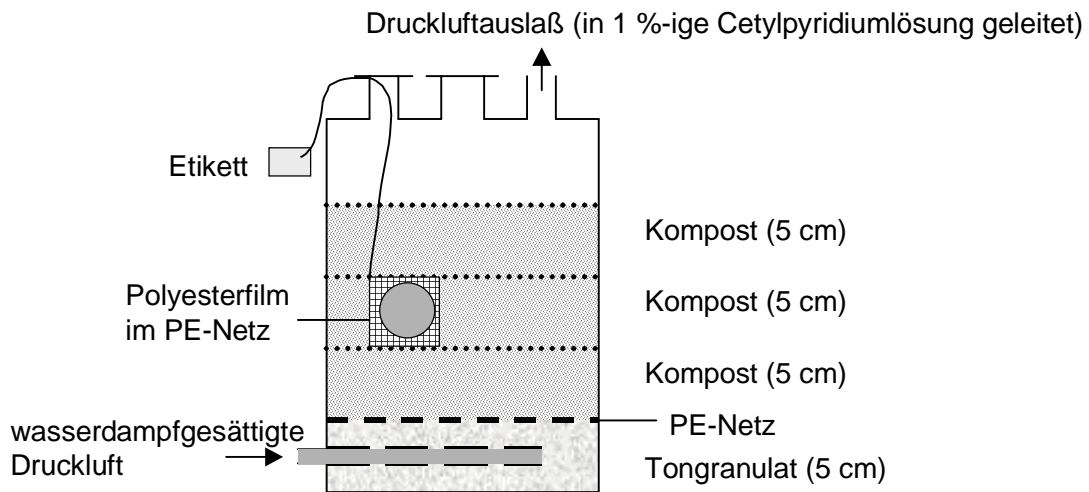 Druckluftauslaß (in 1 %-ige Cetylpyridiumlösung geleitet)
Etikett
Kompost (5 cm)
Polyesterfilm
im PE-Netz
Kompost (5 cm)
Kompost (5 cm)
PE-Netz
wasserdampfgesättigte
Druckluft
Tongranulat (5 cm)